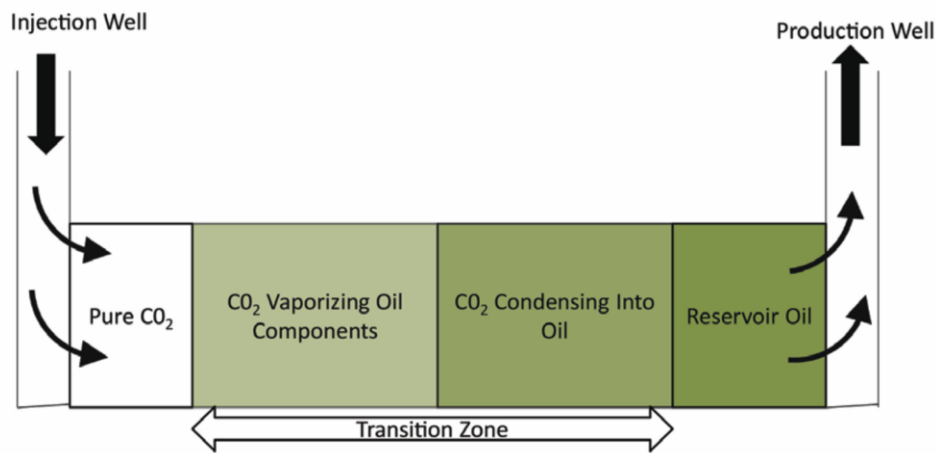 Injection Well
Production Well
Pure C0₂
C0₂ Vaporizing Oil
Components
C0₂ Condensing Into
Oil
Reservoir Oil
Transition Zone